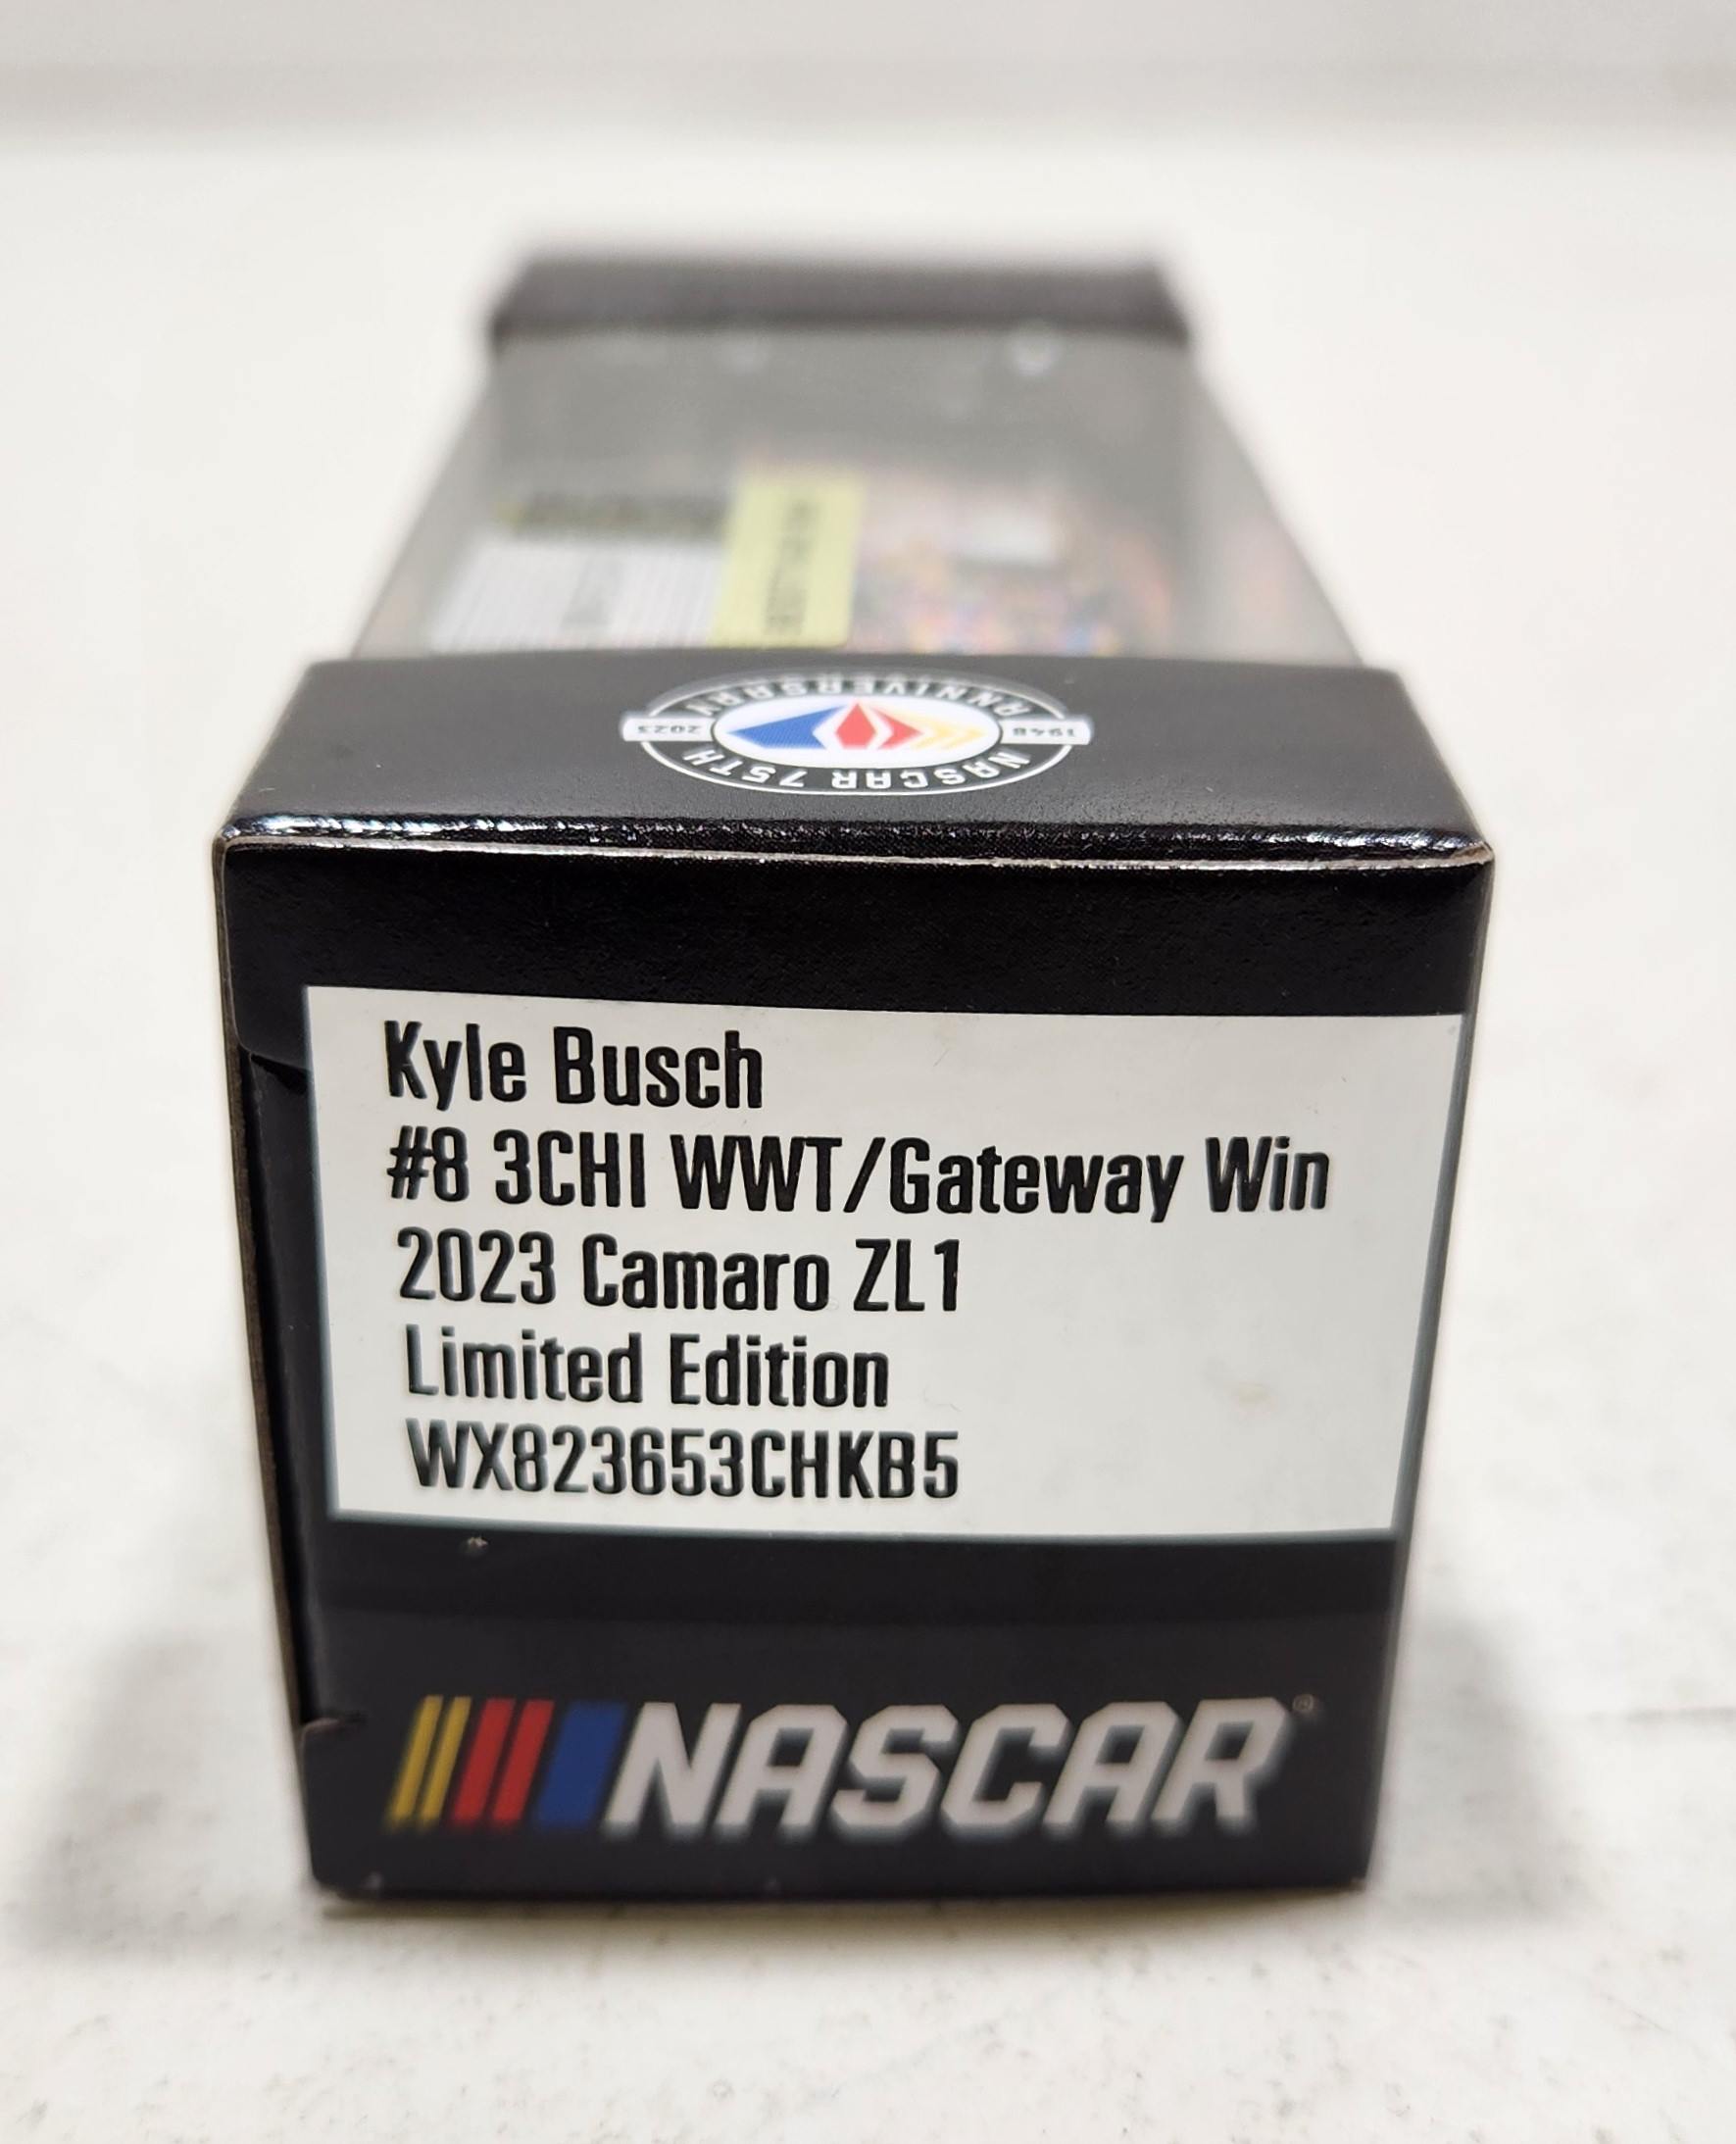 NASCAR 75TH
ANNIVERSARY
1948
2023
Kyle Busch
#8 3CHI WWT/Gateway Win
2023 Camaro ZL1
Limited Edition
WX823653CHKB5
NASCAR®